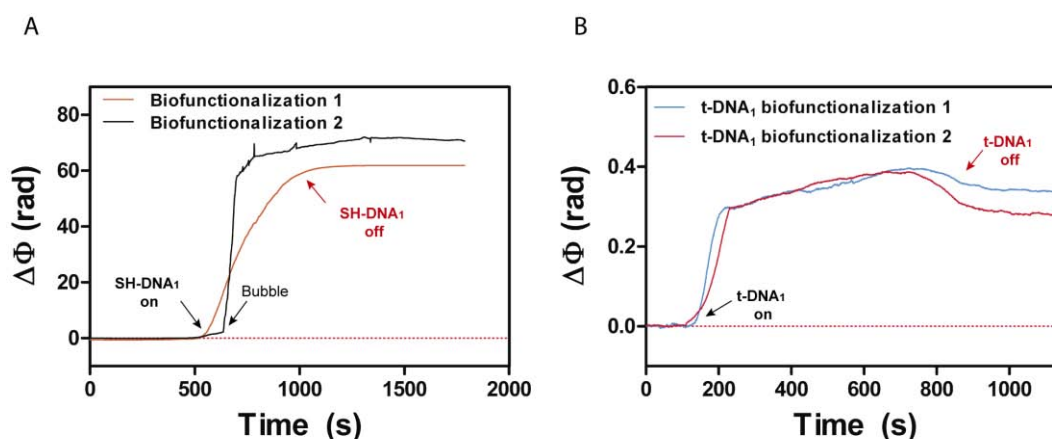 A
Biofunctionalization 1
Biofunctionalization 2
80
60
40
20
0
ΔΦ (rad)
SH-DNA1
on
Bubble
SH-DNA1
off
0
500
1000
1500
2000
Time (s)
B
t-DNA1 biofunctionalization 1
t-DNA1 biofunctionalization 2
0.6
0.4
0.2
0.0
ΔΦ (rad)
t-DNA1
off
t-DNA1
on
0
200
400
600
800
1000
Time (s)